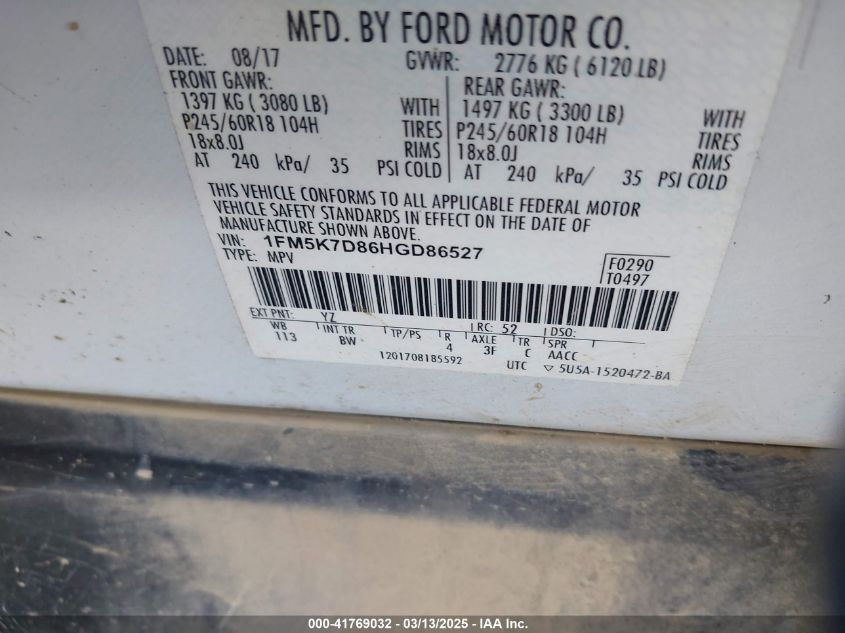 MFD. BY FORD MOTOR CO.
DATE: 08/17 GVWR: 2776 KG ( 6120 LB)
FRONT GAWR: REAR GAWR:
1397 KG ( 3080 LB) WITH 1497 KG ( 3300 LB) WITH
P245/60R18 104H TIRES P245/60R18 104H TIRES
18x8.0J RIMS 18x8.0J RIMS
AT 240 kPa/ 35 PSI COLD AT 240 kPa/ 35 PSI COLD
THIS VEHICLE CONFORMS TO ALL APPLICABLE FEDERAL MOTOR
VEHICLE SAFETY STANDARDS IN EFFECT ON THE DATE OF
MANUFACTURE SHOWN ABOVE.
VIN: 1FM5K7D86HGD86527
TYPE: MPV
F0290
T0497
EXT PNT: YZ RC: 52 DSO:
WB INT TR TP/PS R AXLE TR SPR
113 BW 4 3F C AACC
1201708185592 UTC ▽ 5U5A-1520472-BA
000-41769032 - 03/13/2025 - IAA Inc.